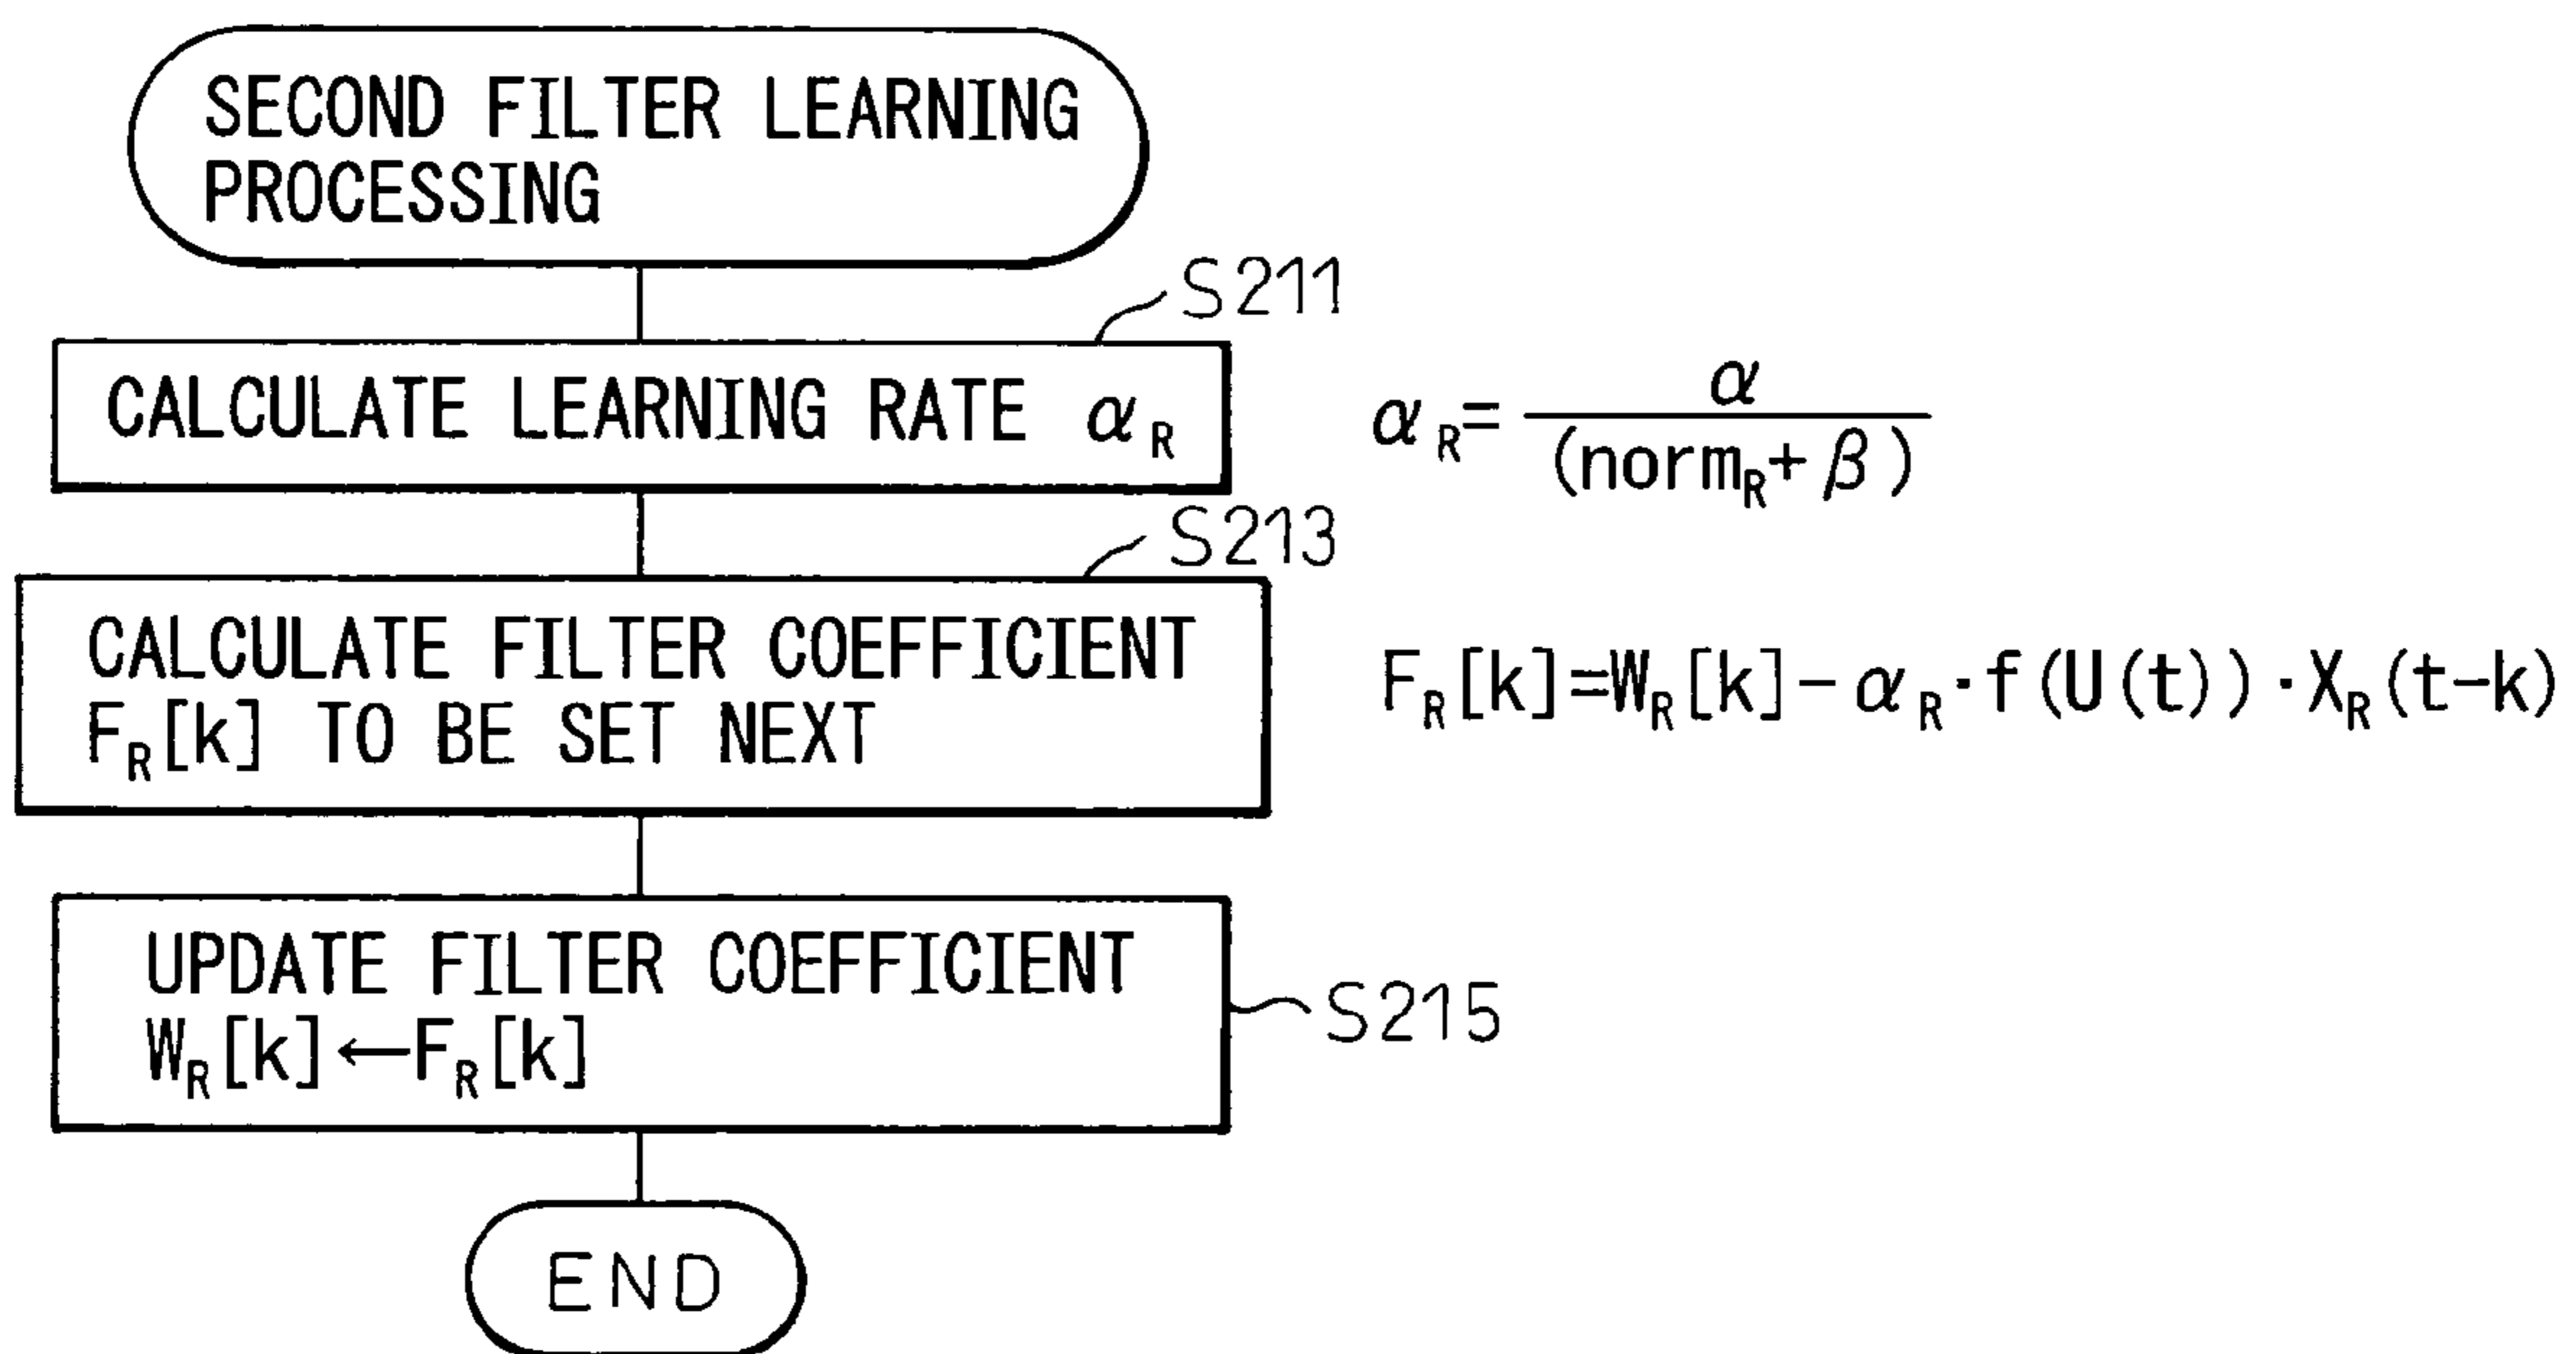 SECOND FILTER LEARNING
PROCESSING
S211
CALCULATE LEARNING RATE α_R
α_R = α / (norm_R + β)
S213
CALCULATE FILTER COEFFICIENT
F_R[k] TO BE SET NEXT
F_R[k]=W_R[k]-α_R·f(U(t))·X_R(t-k)
UPDATE FILTER COEFFICIENT
W_R[k]←F_R[k]
S215
END